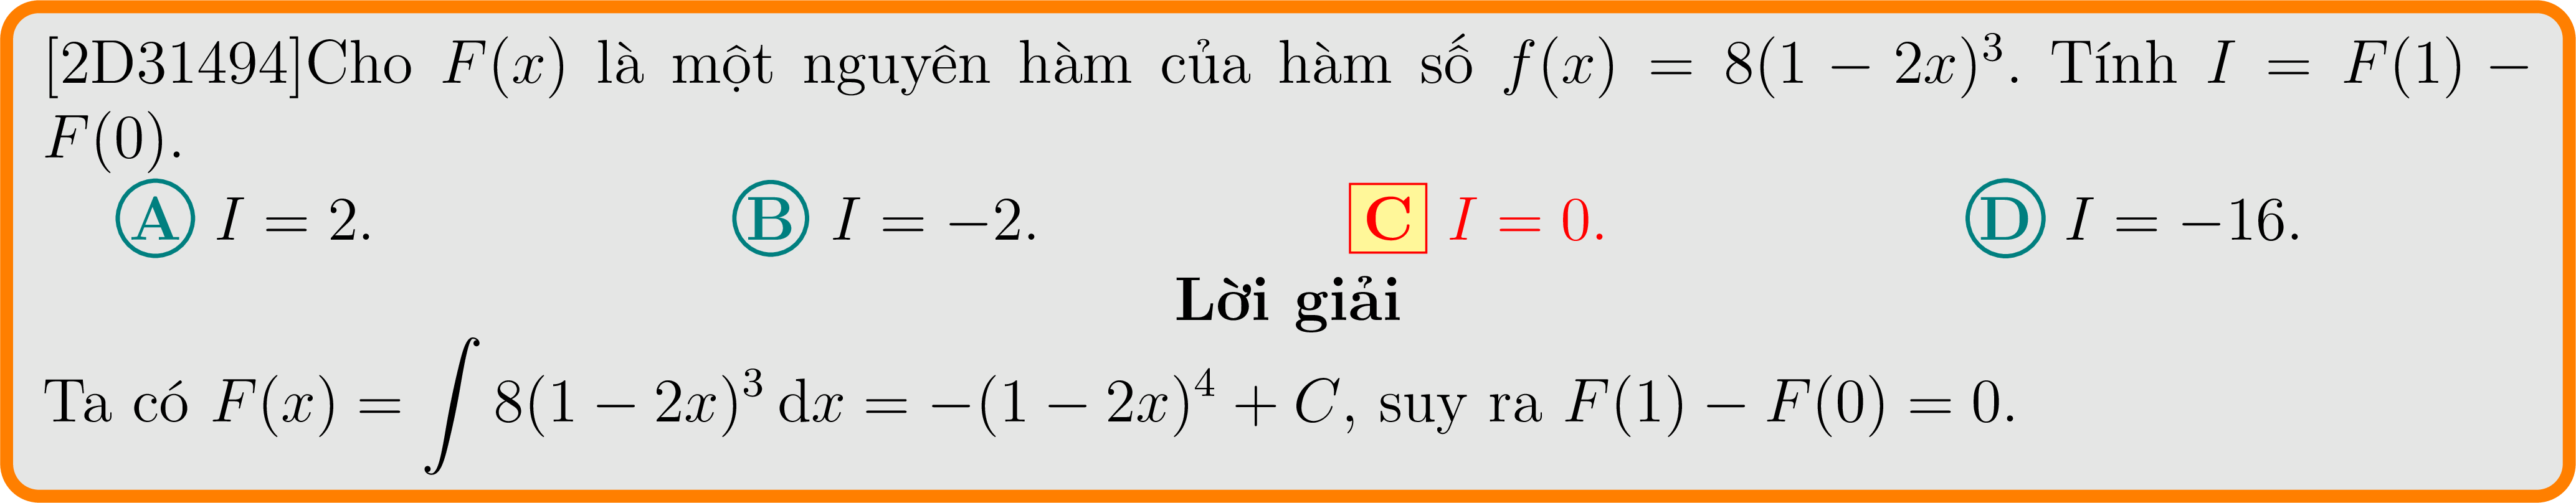 [2D31494]Cho F(x) là một nguyên hàm của hàm số f(x) = 8(1 − 2x)³. Tính I = F(1) −
F(0).
A I = 2. B I = −2. C I = 0. D I = −16.
Lời giải
Ta có F(x) = ∫ 8(1 − 2x)³ dx = −(1 − 2x)⁴ + C, suy ra F(1) − F(0) = 0.